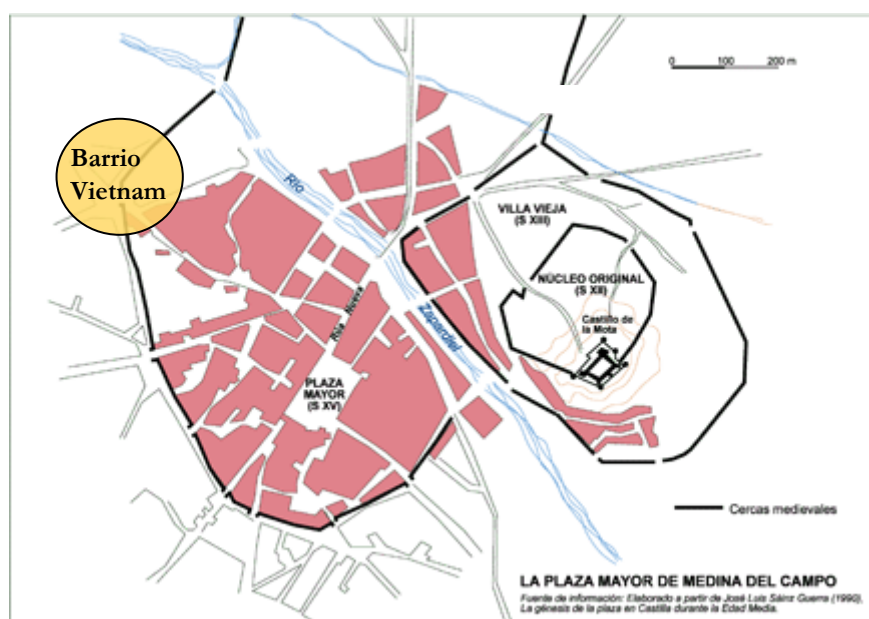 0 100 200 m
Barrio
Vietnam
Río
VILLA VIEJA
(S XIII)
NÚCLEO ORIGINAL
(S XII)
Castillo de
la Mota
Rúa Nueva
Zapardiel
PLAZA
MAYOR
(S XV)
Cercas medievales
LA PLAZA MAYOR DE MEDINA DEL CAMPO
Fuente de información: Elaborado a partir de José Luis Sáinz Guerra (1990),
La génesis de la plaza en Castilla durante la Edad Media.